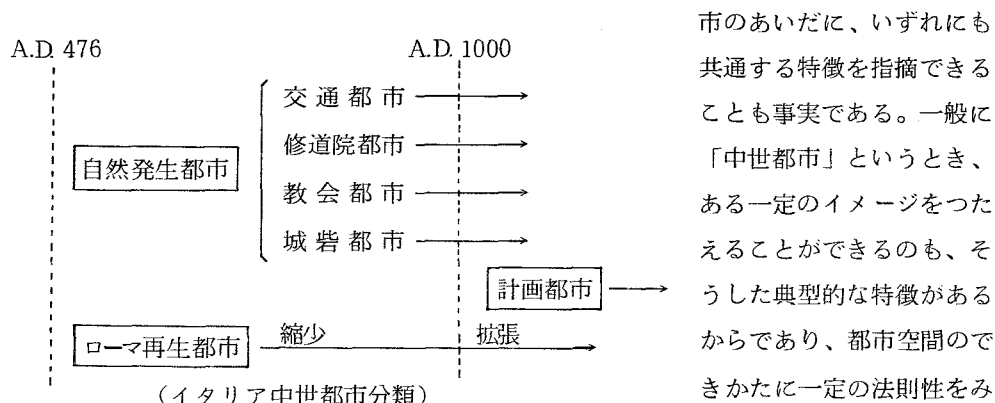 A.D. 476
A.D. 1000
自然発生都市
交通都市
修道院都市
教会都市
城砦都市
計画都市
ローマ再生都市
縮少
拡張
(イタリア中世都市分類)
市のあいだに、いずれにも
共通する特徴を指摘できる
ことも事実である。一般に
「中世都市」というとき、
ある一定のイメージをつた
えることができるのも、そ
うした典型的な特徴がある
からであり、都市空間ので
きかたに一定の法則性をみ